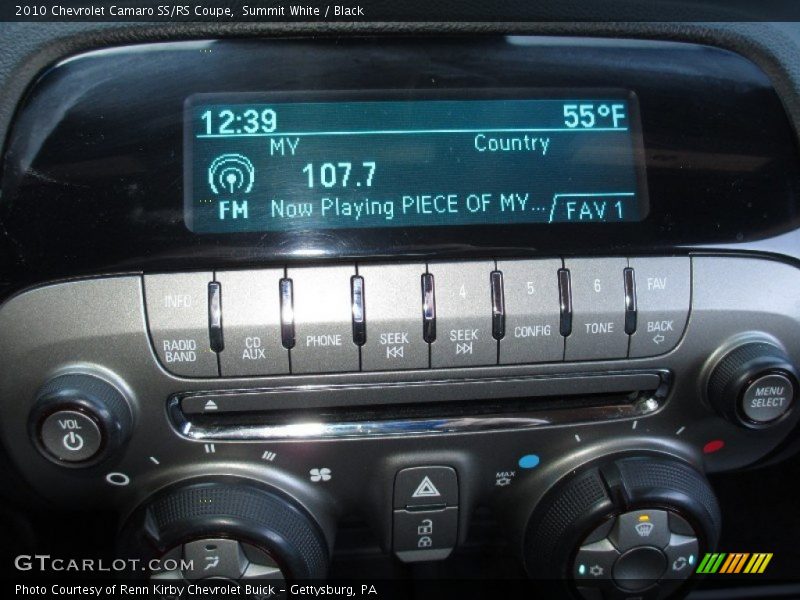 2010 Chevrolet Camaro SS/RS Coupe, Summit White / Black
12:39 55°F
MY Country
107.7
FM Now Playing PIECE OF MY... FAV 1
INFO 4 5 6 FAV
RADIO BAND CD AUX PHONE SEEK SEEK CONFIG TONE BACK
VOL
MENU SELECT
MAX
GTCARLOT.COM
Photo Courtesy of Renn Kirby Chevrolet Buick - Gettysburg, PA